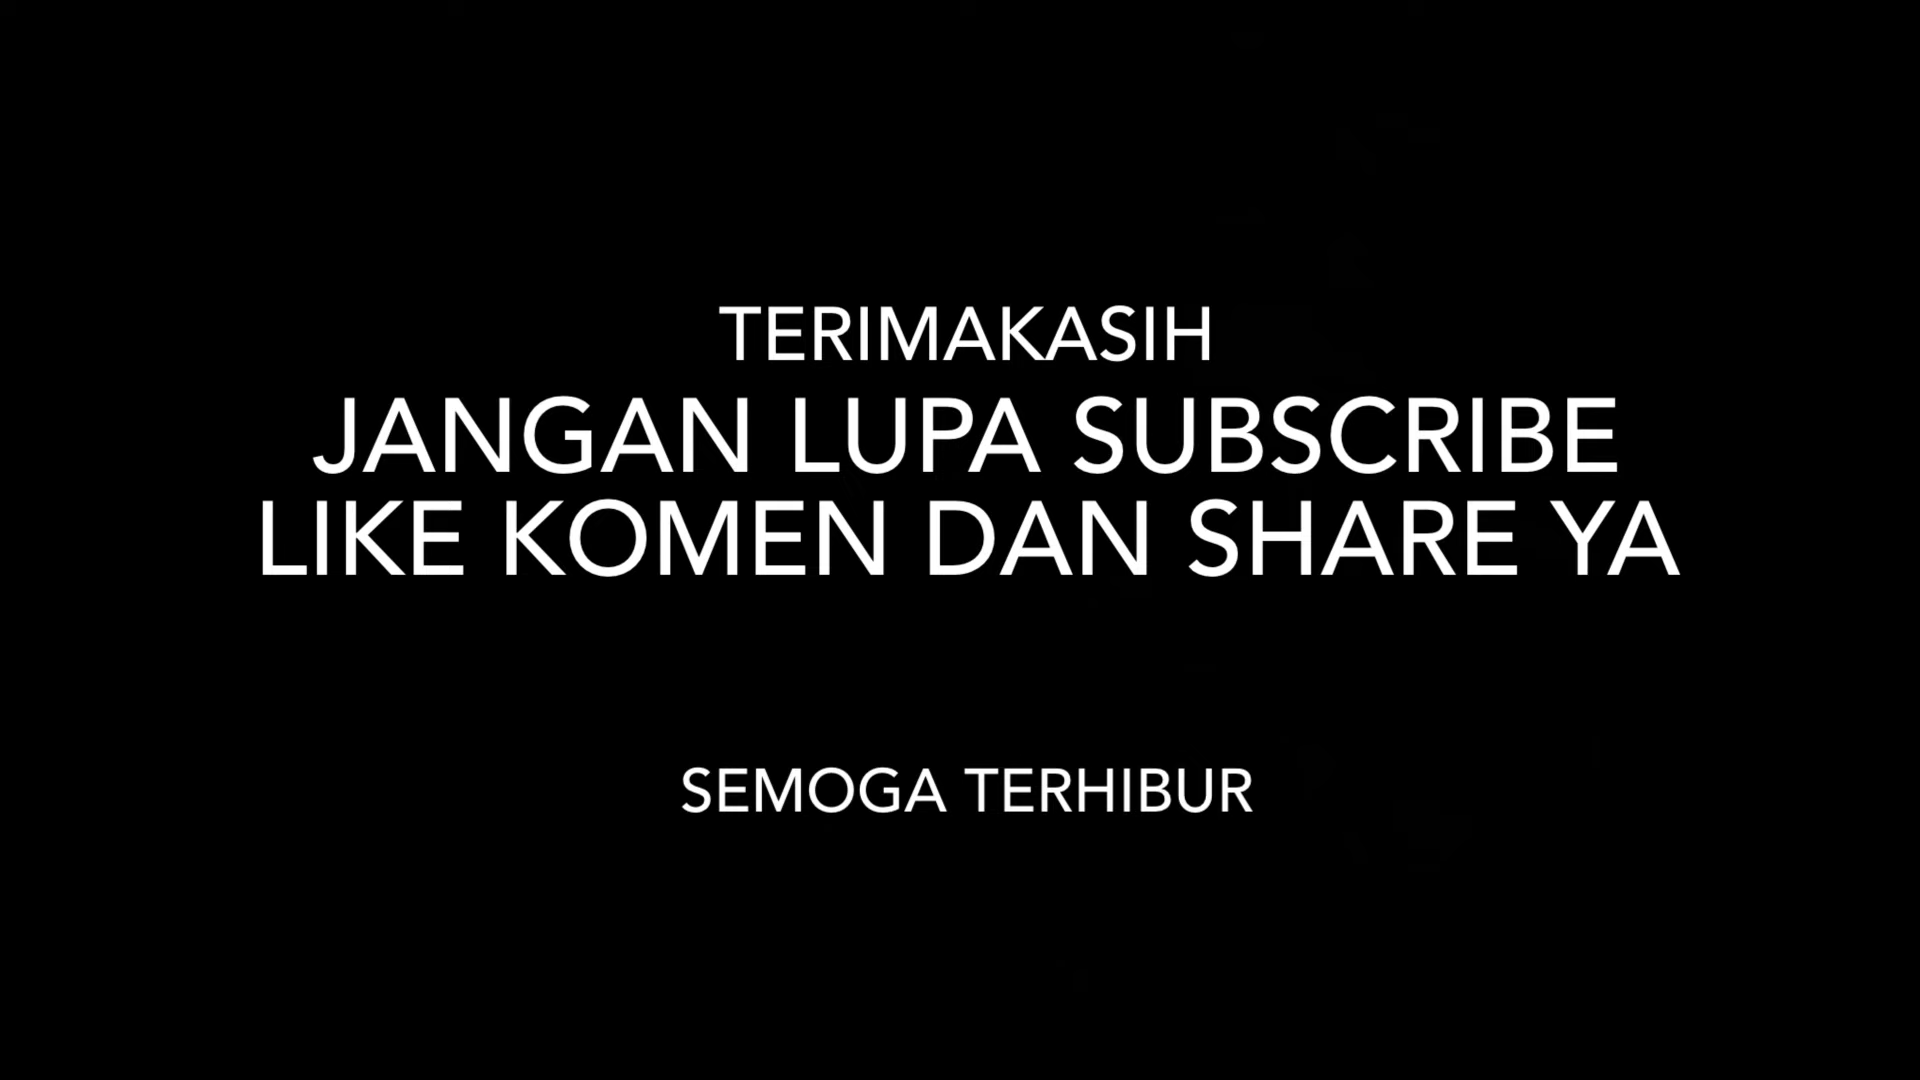 TERIMAKASIH
JANGAN LUPA SUBSCRIBE
LIKE KOMEN DAN SHARE YA
SEMOGA TERHIBUR